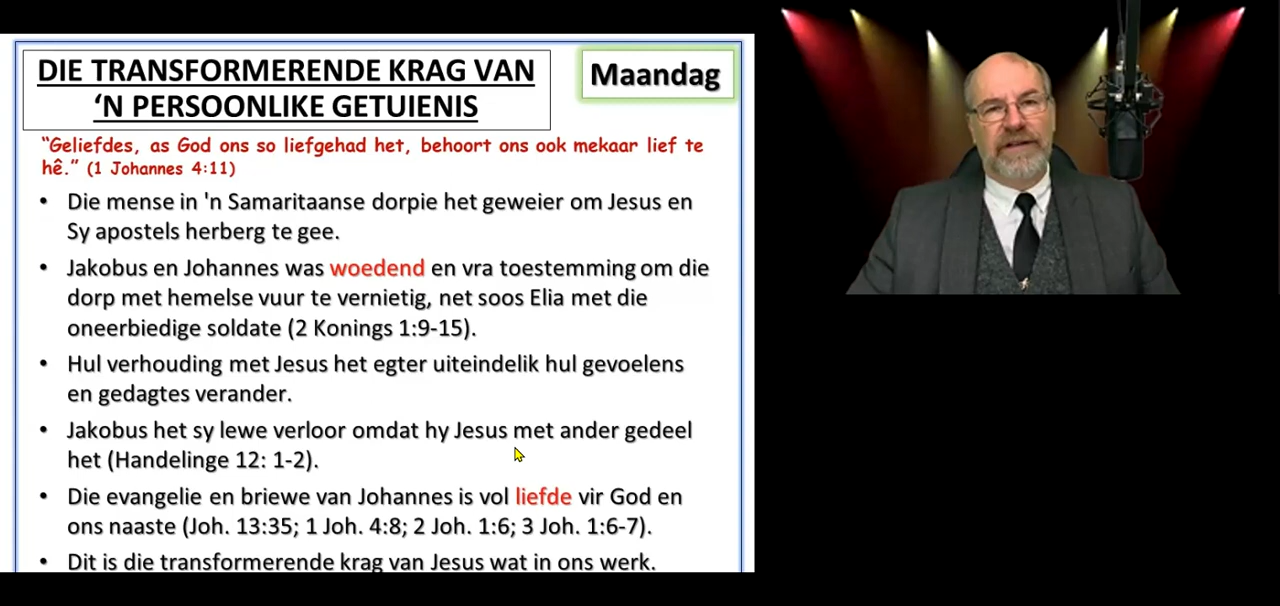 DIE TRANSFORMERENDE KRAG VAN
‘N PERSOONLIKE GETUIENIS
Maandag
“Geliefdes, as God ons so liefgehad het, behoort ons ook mekaar lief te
hê.” (1 Johannes 4:11)
• Die mense in 'n Samaritaanse dorpie het geweier om Jesus en
Sy apostels herberg te gee.
• Jakobus en Johannes was woedend en vra toestemming om die
dorp met hemelse vuur te vernietig, net soos Elia met die
oneerbiedige soldate (2 Konings 1:9-15).
• Hul verhouding met Jesus het egter uiteindelik hul gevoelens
en gedagtes verander.
• Jakobus het sy lewe verloor omdat hy Jesus met ander gedeel
het (Handelinge 12: 1-2).
• Die evangelie en briewe van Johannes is vol liefde vir God en
ons naaste (Joh. 13:35; 1 Joh. 4:8; 2 Joh. 1:6; 3 Joh. 1:6-7).
• Dit is die transformerende krag van Jesus wat in ons werk.